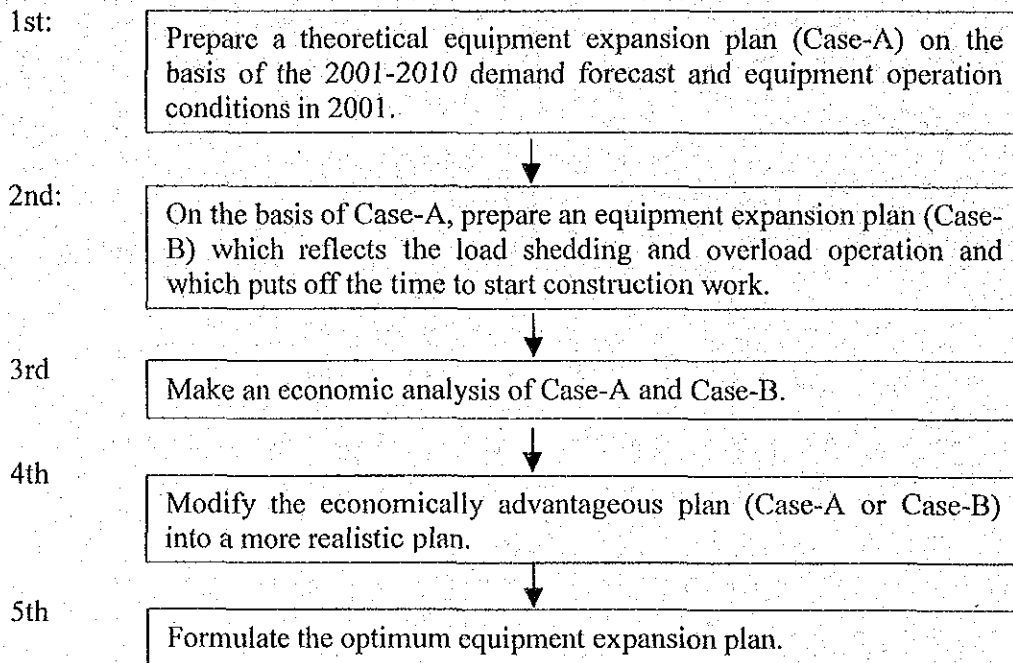 1st:
Prepare a theoretical equipment expansion plan (Case-A) on the
basis of the 2001-2010 demand forecast and equipment operation
conditions in 2001.
2nd:
On the basis of Case-A, prepare an equipment expansion plan (Case-
B) which reflects the load shedding and overload operation and
which puts off the time to start construction work.
3rd
Make an economic analysis of Case-A and Case-B.
4th
Modify the economically advantageous plan (Case-A or Case-B)
into a more realistic plan.
5th
Formulate the optimum equipment expansion plan.